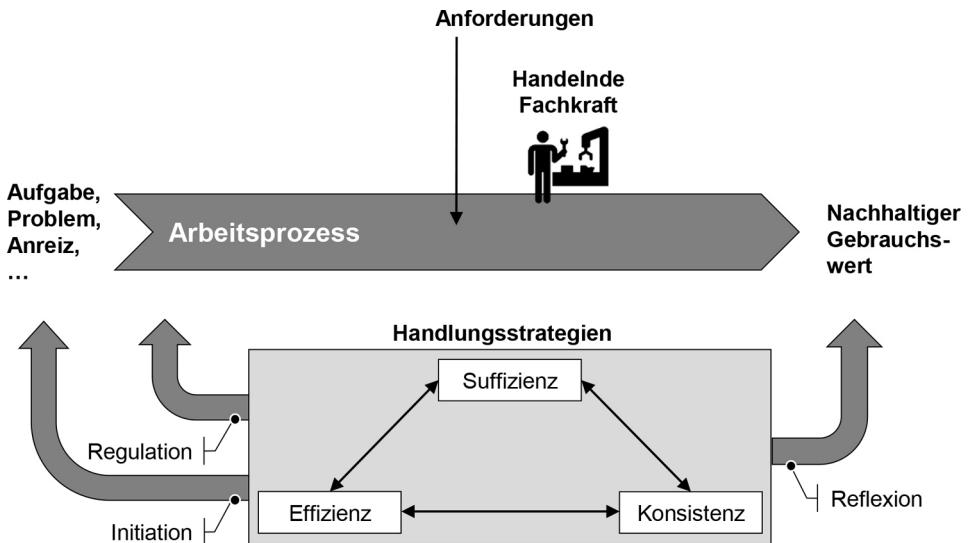 Anforderungen
Handelnde
Fachkraft
Aufgabe,
Problem,
Anreiz,
…
Arbeitsprozess
Nachhaltiger
Gebrauchs-
wert
Handlungsstrategien
Suffizienz
Regulation
Effizienz
Konsistenz
Reflexion
Initiation